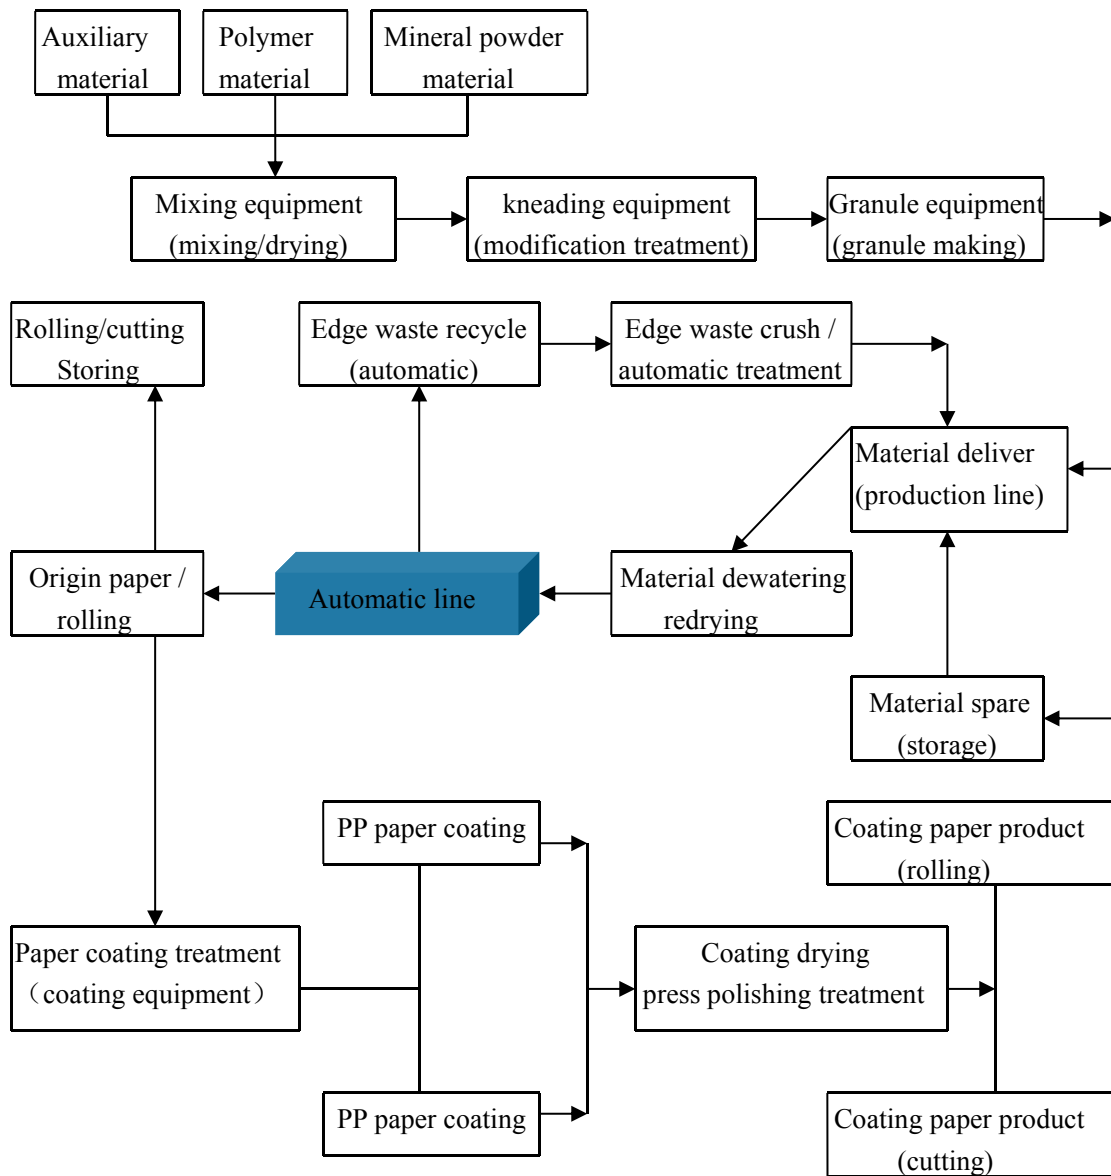 Auxiliary
material
Polymer
material
Mineral powder
material
Mixing equipment
(mixing/drying)
kneading equipment
(modification treatment)
Granule equipment
(granule making)
Rolling/cutting
Storing
Edge waste recycle
(automatic)
Edge waste crush /
automatic treatment
Material deliver
(production line)
Origin paper /
rolling
Automatic line
Material dewatering
redrying
Material spare
(storage)
PP paper coating
Coating paper product
(rolling)
Paper coating treatment
（coating equipment）
Coating drying
press polishing treatment
PP paper coating
Coating paper product
(cutting)